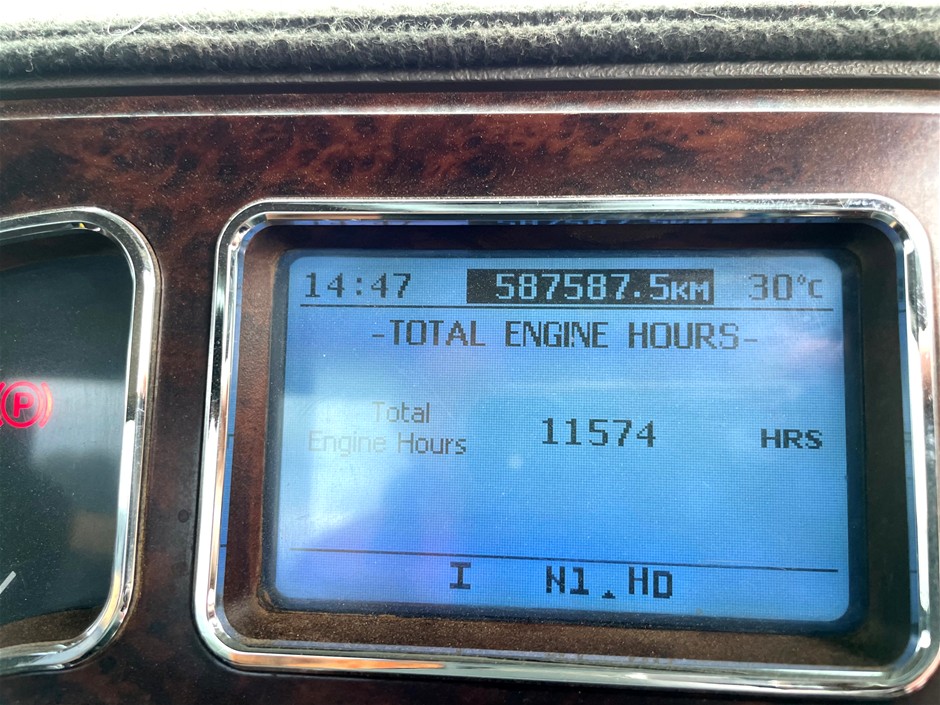 14:47 587587.5KM 30°C
-TOTAL ENGINE HOURS-
Total
Engine Hours 11574 HRS
I N1▴HD
P